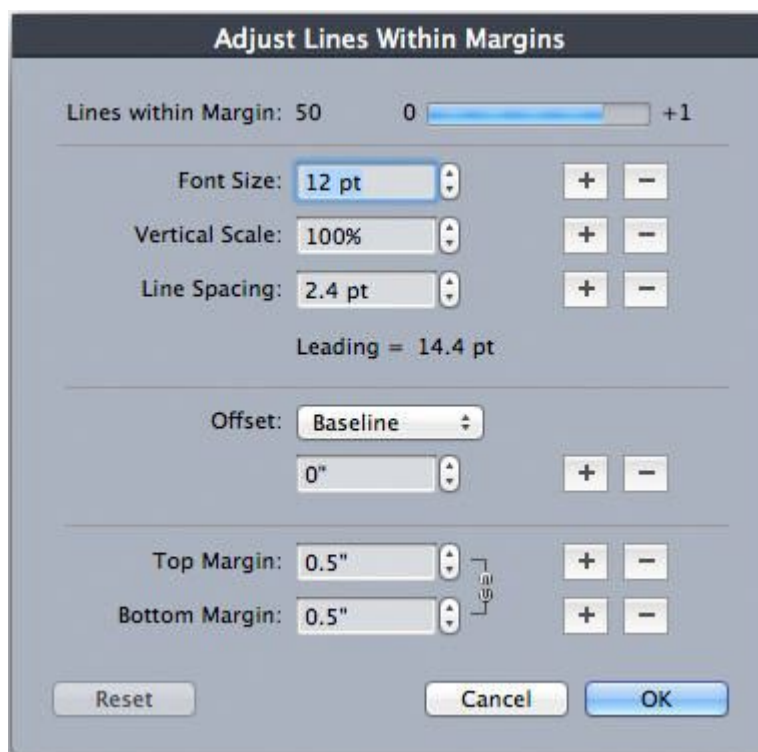 Adjust Lines Within Margins
Lines within Margin: 50 0 +1
Font Size: 12 pt + −
Vertical Scale: 100% + −
Line Spacing: 2.4 pt + −
Leading = 14.4 pt
Offset: Baseline
0" + −
Top Margin: 0.5" + −
Bottom Margin: 0.5" + −
Reset Cancel OK